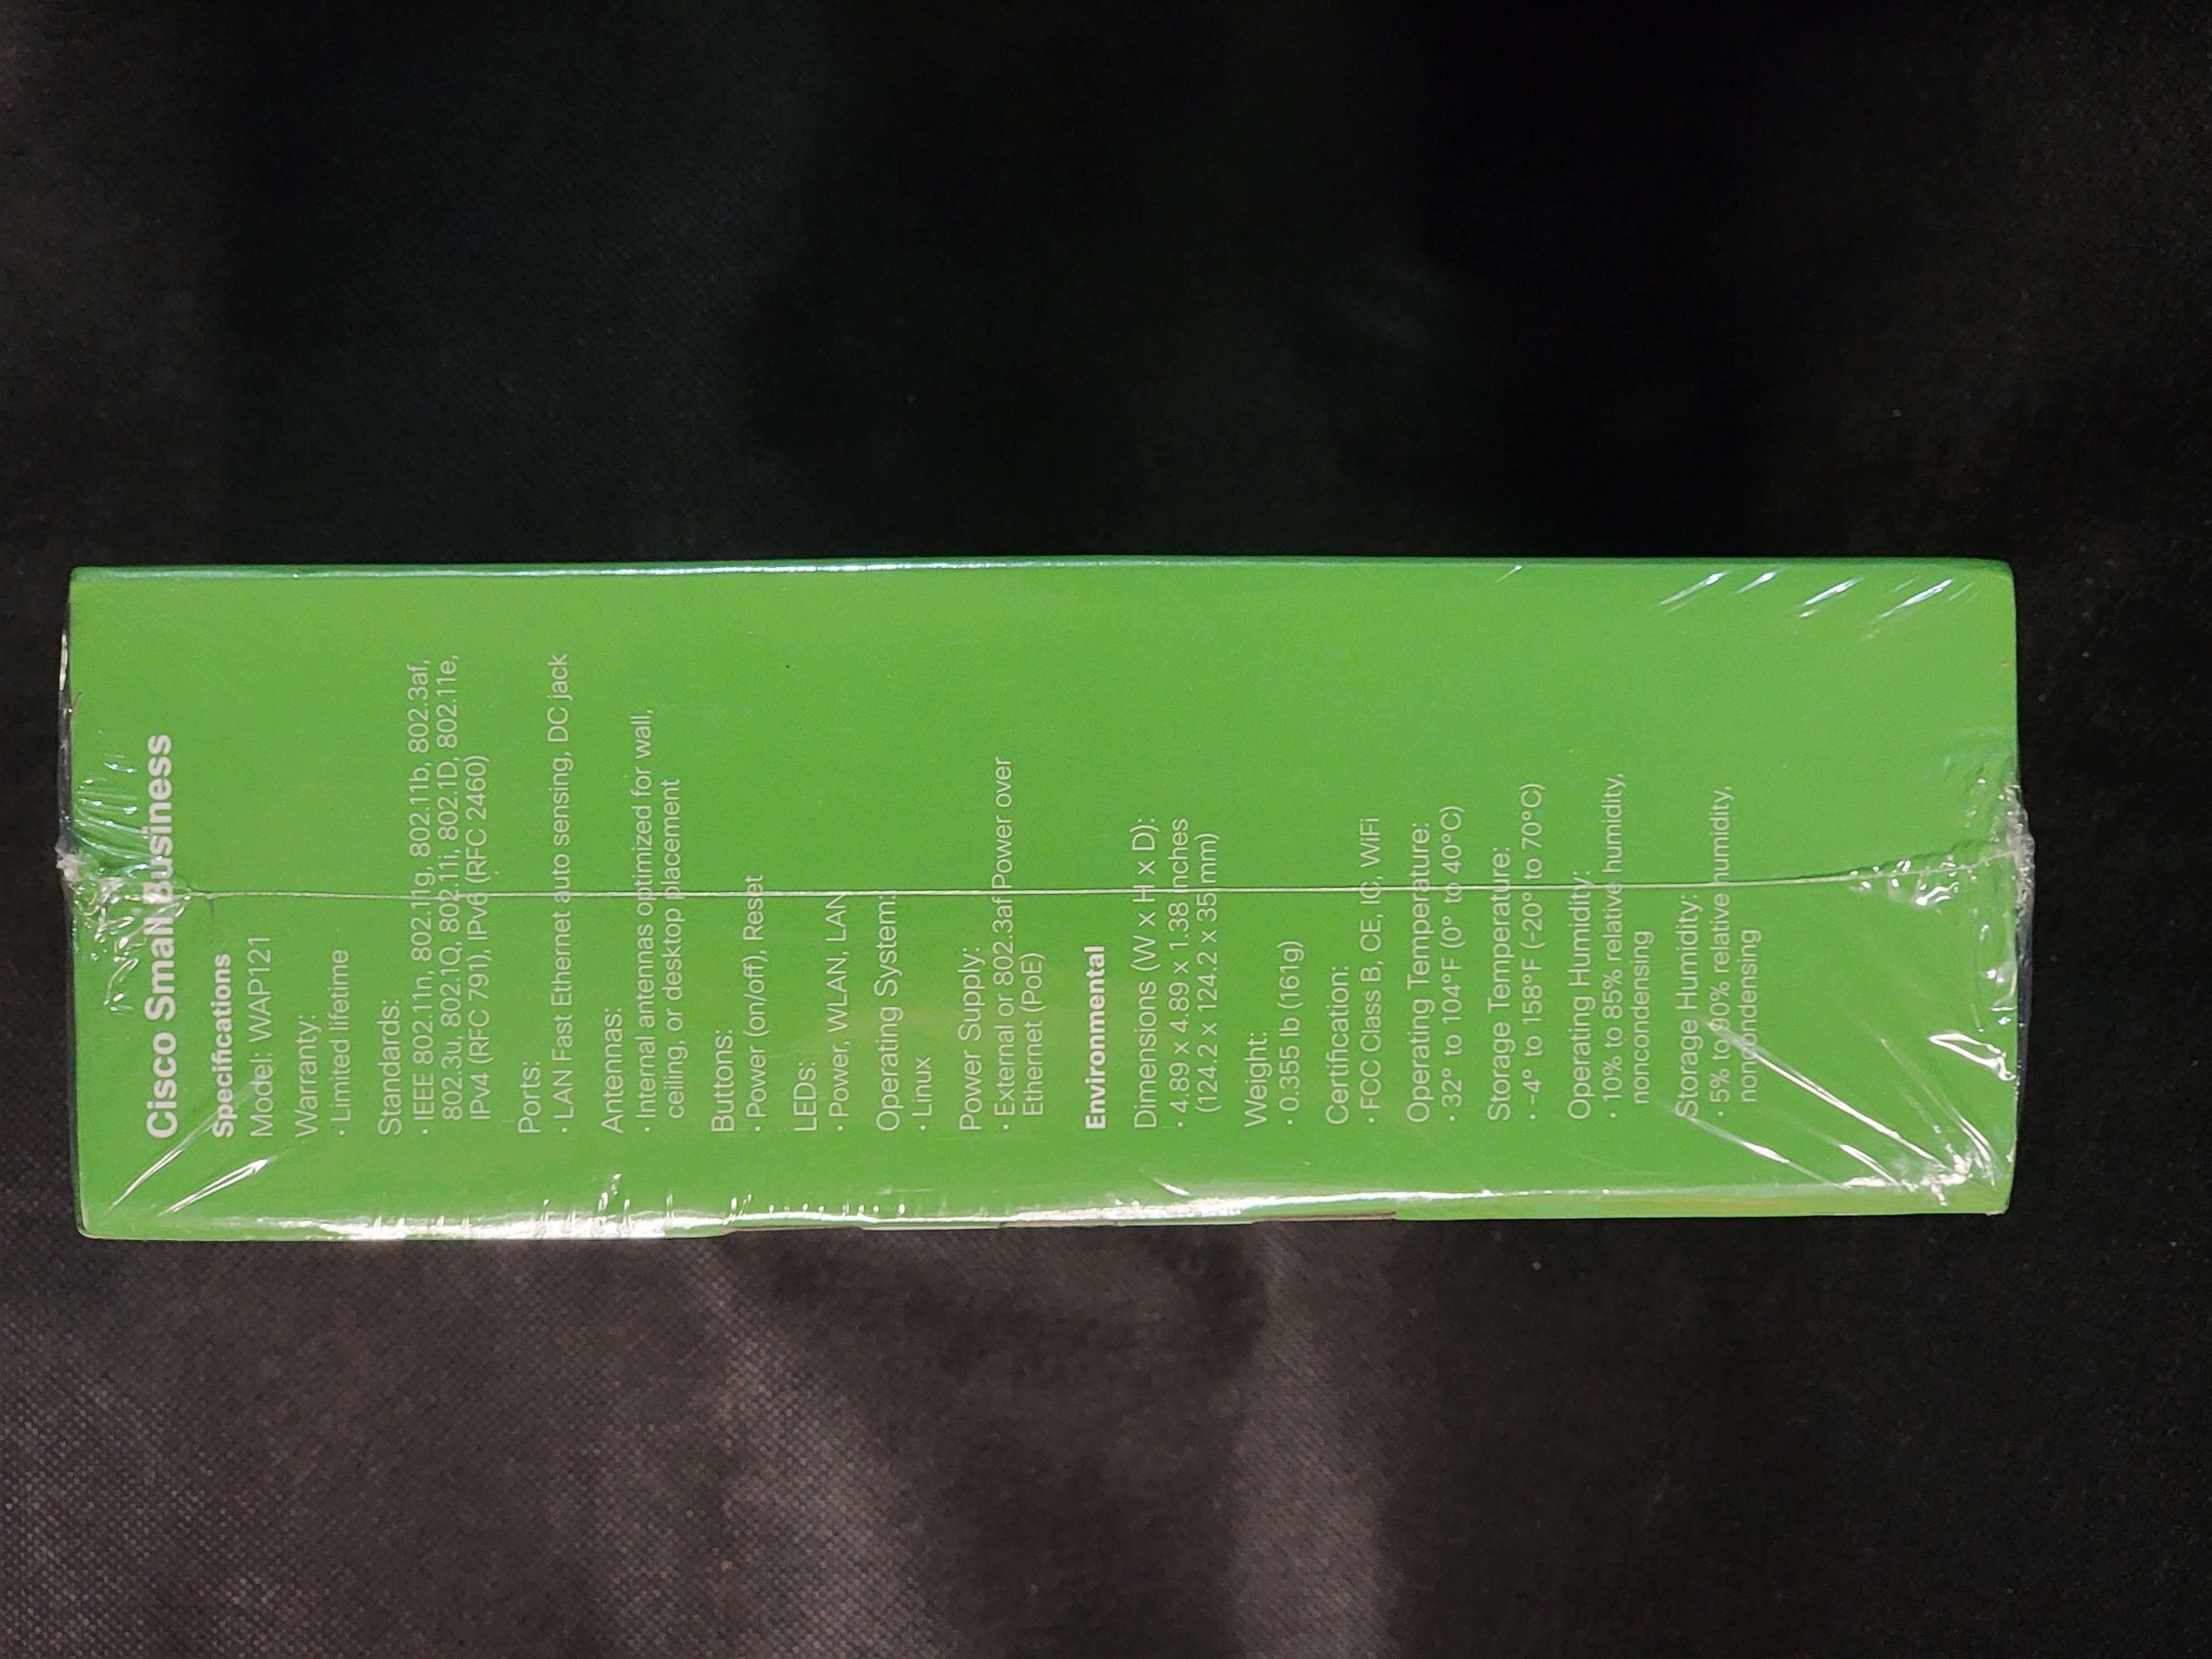 Cisco Small Business
Specifications
Model: WAP121
Warranty:
· Limited lifetime
Standards:
· IEEE 802.11n, 802.11g, 802.11b, 802.3af,
802.3u, 802.1Q, 802.11i, 802.1D, 802.11e,
IPv4 (RFC 791), IPv6 (RFC 2460)
Ports:
· LAN Fast Ethernet auto sensing, DC jack
Antennas:
· Internal antennas optimized for wall,
ceiling, or desktop placement
Buttons:
· Power (on/off), Reset
LEDs:
· Power, WLAN, LAN
Operating System:
· Linux
Power Supply:
· External or 802.3af Power over
Ethernet (PoE)
Environmental
Dimensions (W x H x D):
· 4.89 x 4.89 x 1.38 inches
(124.2 x 124.2 x 35 mm)
Weight:
· 0.355 lb (161g)
Certification:
· FCC Class B, CE, IC, WiFi
Operating Temperature:
· 32° to 104°F (0° to 40°C)
Storage Temperature:
· -4° to 158°F (-20° to 70°C)
Operating Humidity:
· 10% to 85% relative humidity,
noncondensing
Storage Humidity:
· 5% to 90% relative humidity,
noncondensing